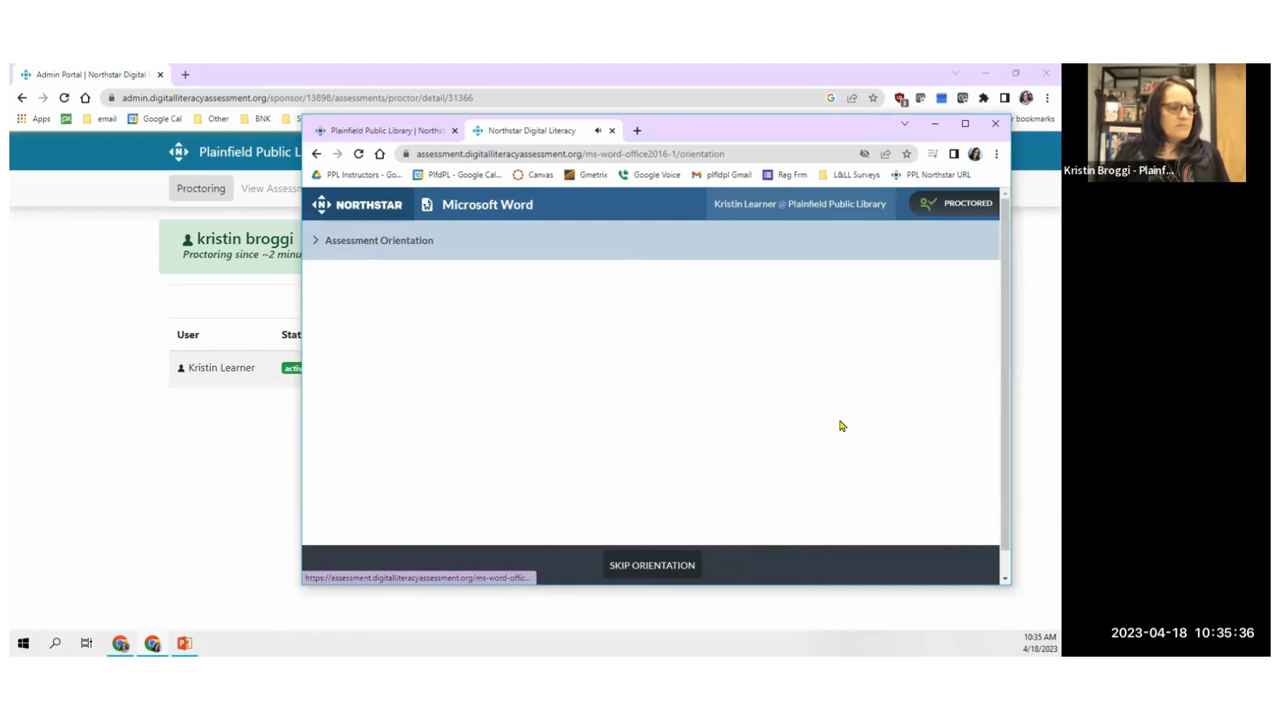 Admin Portal | Northstar Digital
admin.digitalliteracyassessment.org/sponsor/13898/assessments/proctor/detail/31366
Apps
email
Google Cal
Other
BNK
bookmarks
Plainfield Public L
Proctoring
View Assess
kristin broggi
Proctoring since ~2 minu
User
Stat
Kristin Learner
activ
Plainfield Public Library | Norths
Northstar Digital Literacy
assessment.digitalliteracyassessment.org/ms-word-office2016-1/orientation
PPL Instructors - Go...
PlfdPL - Google Cal...
Canvas
Gmetrix
Google Voice
plfldpl Gmail
Reg Frm
L&LL Surveys
PPL Northstar URL
NORTHSTAR
Microsoft Word
Kristin Learner @ Plainfield Public Library
PROCTORED
Assessment Orientation
SKIP ORIENTATION
https://assessment.digitalliteracyassessment.org/ms-word-offic...
10:35 AM
4/18/2023
Kristin Broggi - Plainf...
2023-04-18 10:35:36